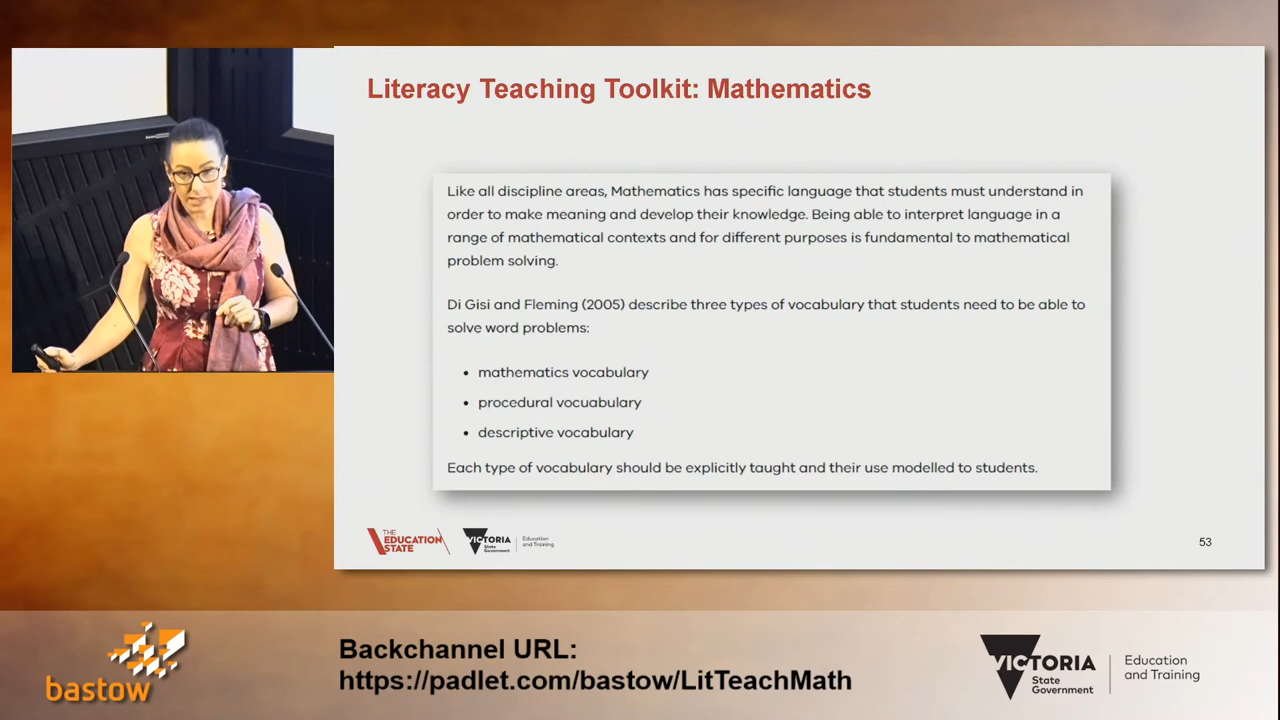 Literacy Teaching Toolkit: Mathematics
Like all discipline areas, Mathematics has specific language that students must understand in
order to make meaning and develop their knowledge. Being able to interpret language in a
range of mathematical contexts and for different purposes is fundamental to mathematical
problem solving.
Di Gisi and Fleming (2005) describe three types of vocabulary that students need to be able to
solve word problems:
• mathematics vocabulary
• procedural vocuabulary
• descriptive vocabulary
Each type of vocabulary should be explicitly taught and their use modelled to students.
THE
EDUCATION
STATE
VICTORIA
State
Government
Education
and Training
53
bastow
Backchannel URL:
https://padlet.com/bastow/LitTeachMath
VICTORIA
State
Government
Education
and Training